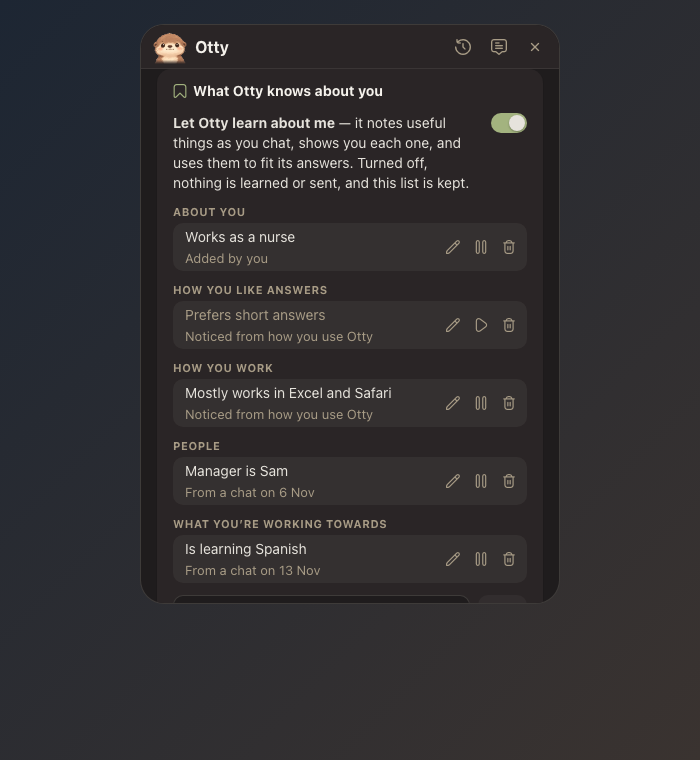 Otty
What Otty knows about you
Let Otty learn about me — it notes useful
things as you chat, shows you each one, and
uses them to fit its answers. Turned off,
nothing is learned or sent, and this list is kept.
ABOUT YOU
Works as a nurse
Added by you
HOW YOU LIKE ANSWERS
Prefers short answers
Noticed from how you use Otty
HOW YOU WORK
Mostly works in Excel and Safari
Noticed from how you use Otty
PEOPLE
Manager is Sam
From a chat on 6 Nov
WHAT YOU’RE WORKING TOWARDS
Is learning Spanish
From a chat on 13 Nov